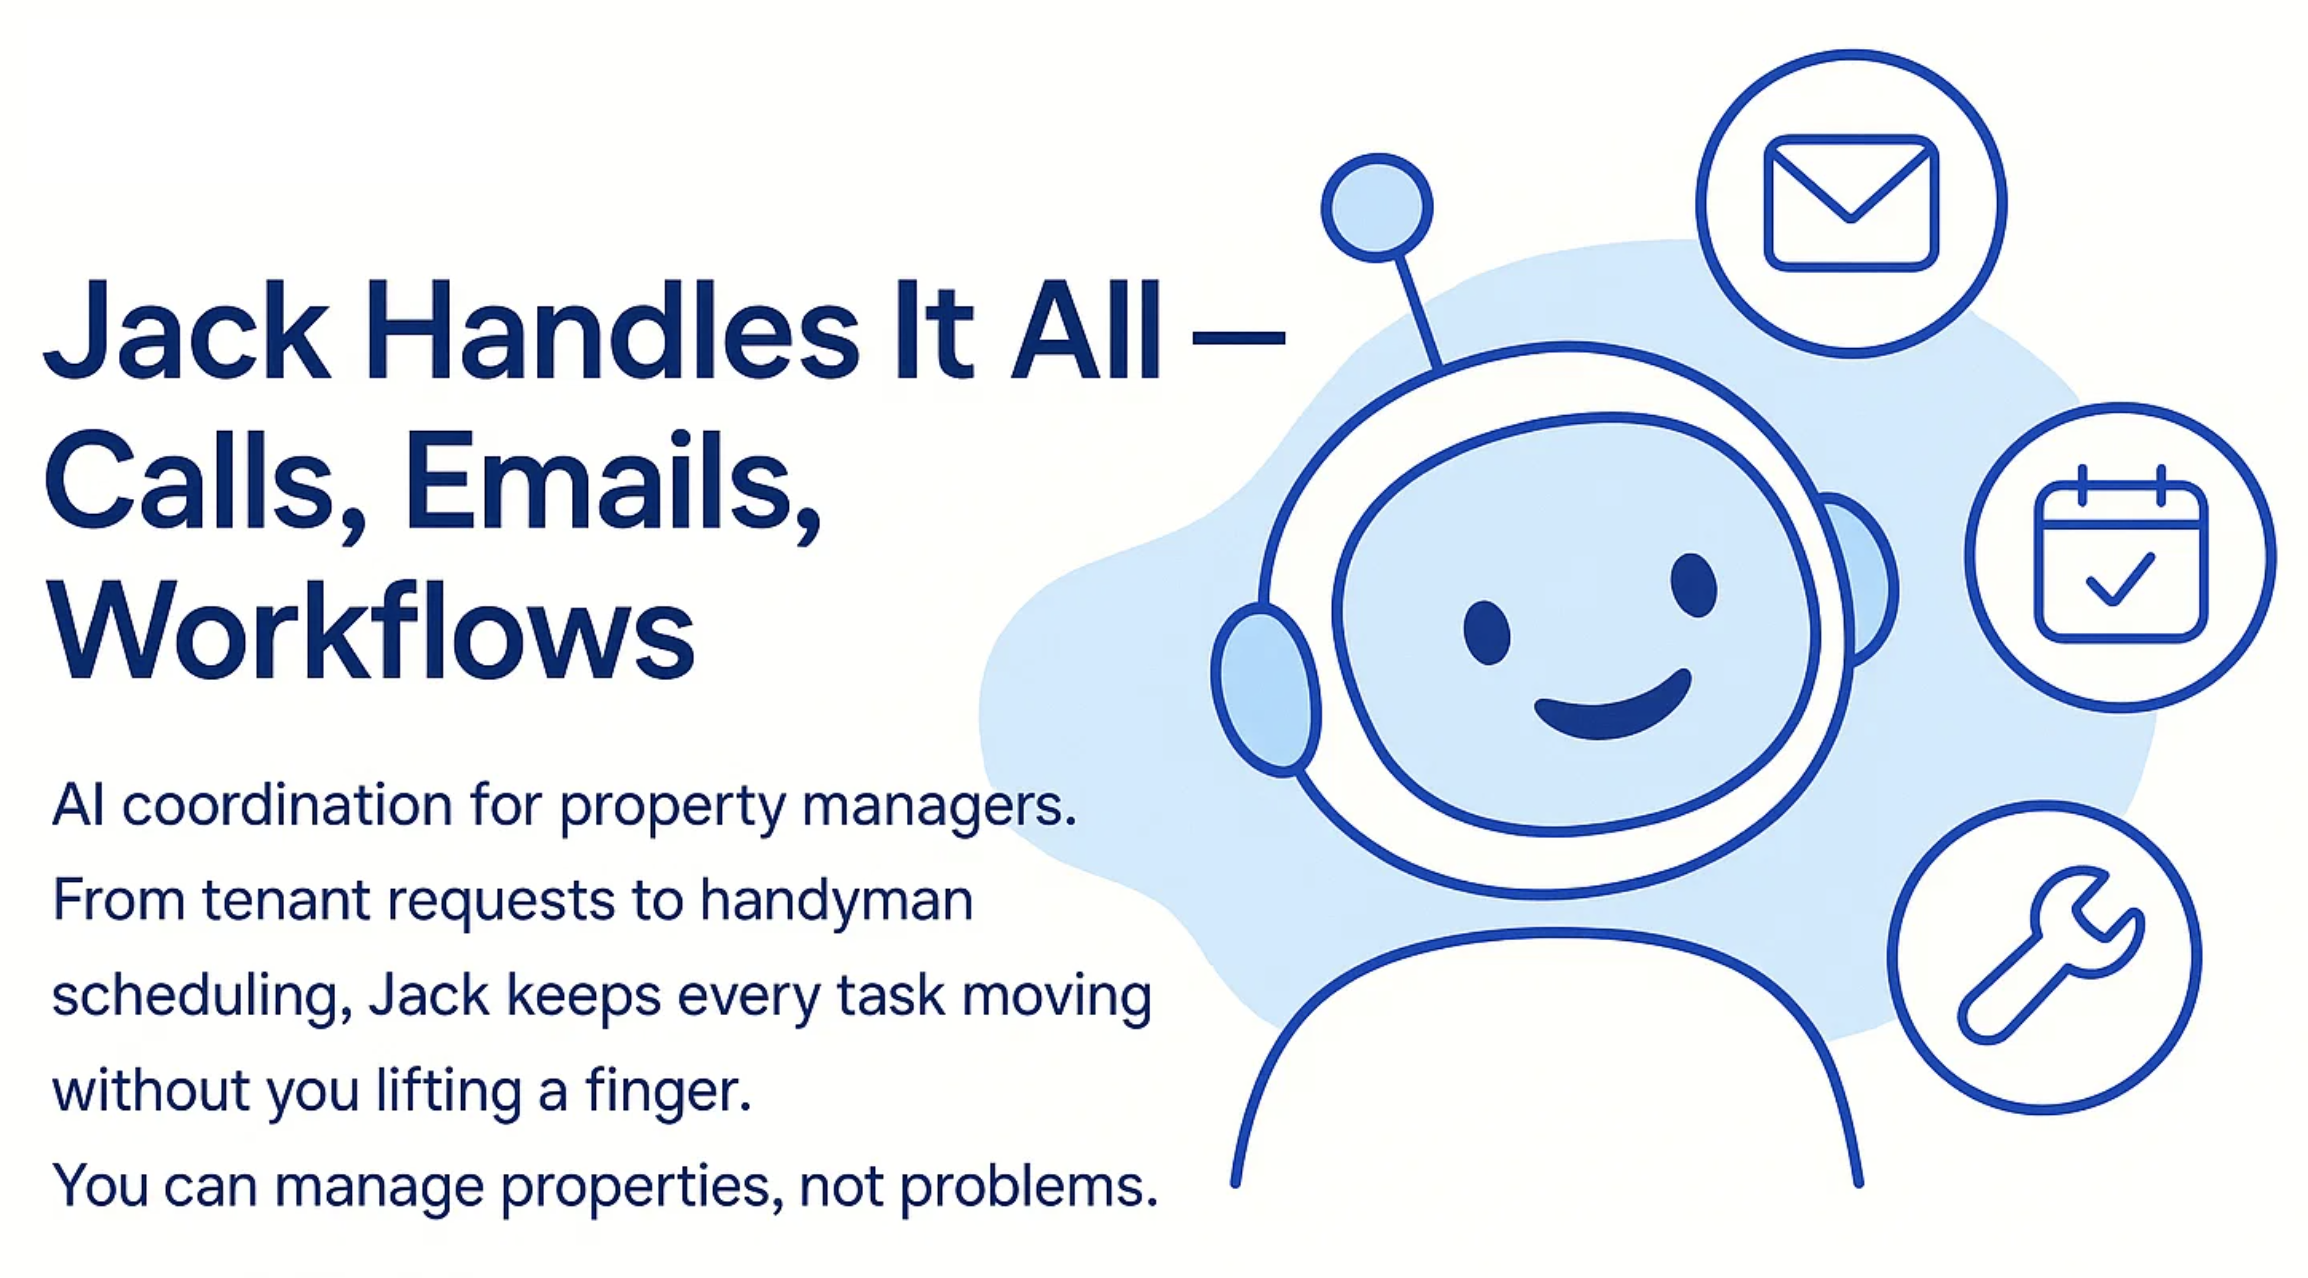 Jack Handles It All —
Calls, Emails,
Workflows
AI coordination for property managers.
From tenant requests to handyman
scheduling, Jack keeps every task moving
without you lifting a finger.
You can manage properties, not problems.